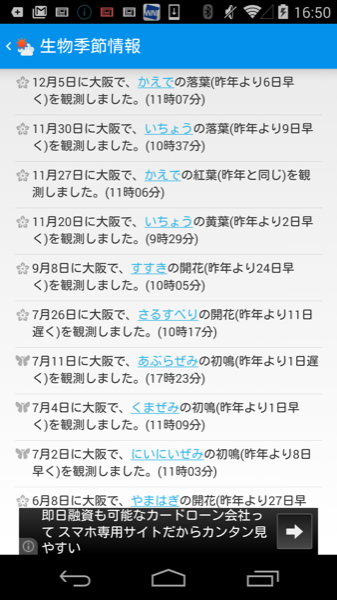 16:50
生物季節情報
12月5日に大阪で、かえでの落葉(昨年より6日早
く)を観測しました。(11時07分)
11月30日に大阪で、いちょうの落葉(昨年より9日早
く)を観測しました。(10時37分)
11月27日に大阪で、かえでの紅葉(昨年と同じ)を観
測しました。(11時06分)
11月20日に大阪で、いちょうの黄葉(昨年より2日早
く)を観測しました。(9時29分)
9月8日に大阪で、すすきの開花(昨年より24日早
く)を観測しました。(10時05分)
7月26日に大阪で、さるすべりの開花(昨年より11日
遅く)を観測しました。(10時17分)
7月11日に大阪で、あぶらぜみの初鳴(昨年より1日遅
く)を観測しました。(17時23分)
7月4日に大阪で、くまぜみの初鳴(昨年より1日早
く)を観測しました。(11時09分)
7月2日に大阪で、にいにいぜみの初鳴(昨年より8日
早く)を観測しました。(11時03分)
6月8日に大阪で、やまはぎの開花(昨年より27日早
即日融資も可能なカードローン会社っ
て スマホ専用サイトだからカンタン見
やすい